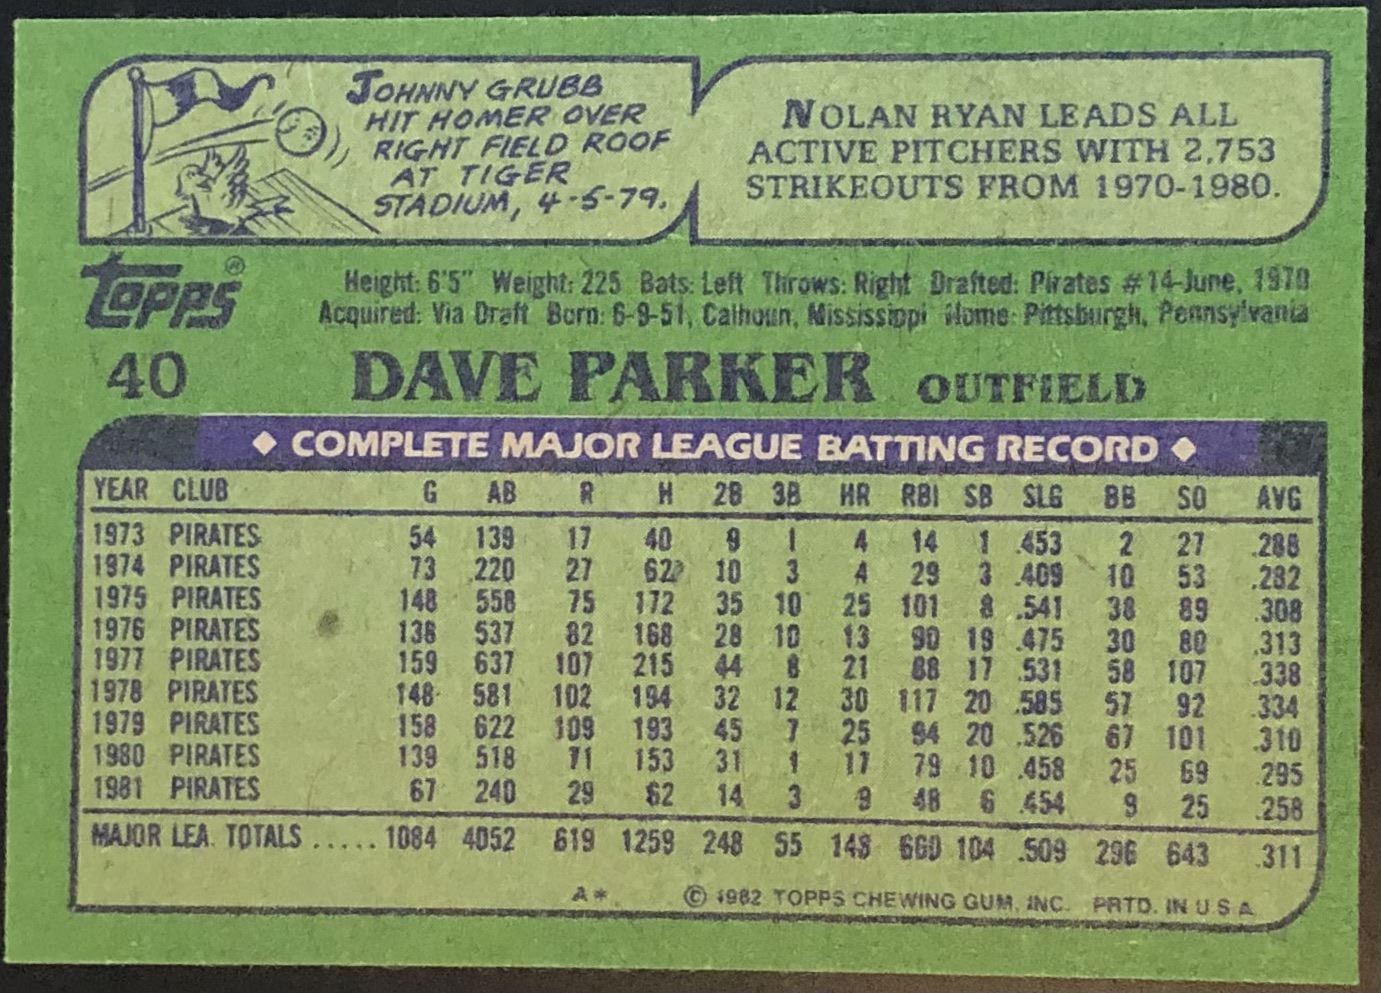 JOHNNY GRUBB
HIT HOMER OVER
RIGHT FIELD ROOF
AT TIGER
STADIUM, 4-5-79.
NOLAN RYAN LEADS ALL
ACTIVE PITCHERS WITH 2,753
STRIKEOUTS FROM 1970-1980.
Topps®
Height: 6'5" Weight: 225 Bats: Left Throws: Right Drafted: Pirates #14-June, 1970
Acquired: Via Draft Born: 6-9-51, Calhoun, Mississippi Home: Pittsburgh, Pennsylvania
40 DAVE PARKER OUTFIELD
◆ COMPLETE MAJOR LEAGUE BATTING RECORD ◆
YEAR CLUB G AB R H 2B 3B HR RBI SB SLG BB SO AVG
1973 PIRATES 54 139 17 40 9 1 4 14 1 .453 2 27 .288
1974 PIRATES 73 220 27 62 10 3 4 29 3 .409 10 53 .282
1975 PIRATES 148 558 75 172 35 10 25 101 8 .541 38 89 .308
1976 PIRATES 138 537 82 168 28 10 13 90 19 .475 30 80 .313
1977 PIRATES 159 637 107 215 44 8 21 88 17 .531 58 107 .338
1978 PIRATES 148 581 102 194 32 12 30 117 20 .585 57 92 .334
1979 PIRATES 158 622 109 193 45 7 25 94 20 .526 67 101 .310
1980 PIRATES 139 518 71 153 31 1 17 79 10 .458 25 69 .295
1981 PIRATES 67 240 29 62 14 3 9 48 6 .454 9 25 .258
MAJOR LEA. TOTALS ..... 1084 4052 619 1259 248 55 148 660 104 .509 296 643 .311
A* © 1982 TOPPS CHEWING GUM, INC. PRTD. IN U.S.A.